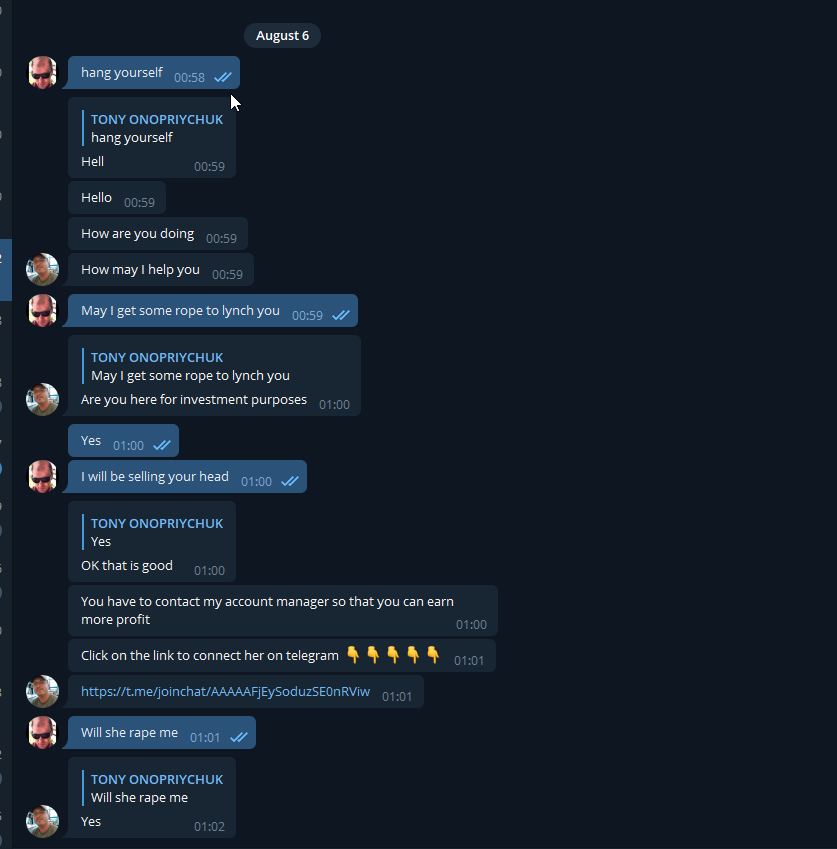 August 6
hang yourself 00:58
TONY ONOPRIYCHUK
hang yourself
Hell 00:59
Hello 00:59
How are you doing 00:59
How may I help you 00:59
May I get some rope to lynch you 00:59
TONY ONOPRIYCHUK
May I get some rope to lynch you
Are you here for investment purposes 01:00
Yes 01:00
I will be selling your head 01:00
TONY ONOPRIYCHUK
Yes
OK that is good 01:00
You have to contact my account manager so that you can earn
more profit 01:00
Click on the link to connect her on telegram 👇👇👇👇👇 01:01
https://t.me/joinchat/AAAAAFjEySoduzSE0nRViw 01:01
Will she rape me 01:01
TONY ONOPRIYCHUK
Will she rape me
Yes 01:02